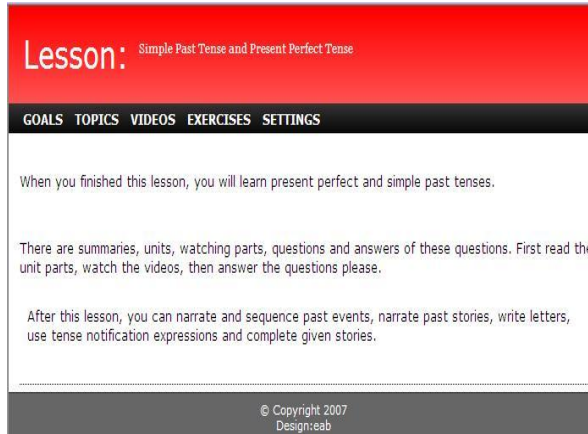 Lesson: Simple Past Tense and Present Perfect Tense
GOALS TOPICS VIDEOS EXERCISES SETTINGS
When you finished this lesson, you will learn present perfect and simple past tenses.
There are summaries, units, watching parts, questions and answers of these questions. First read the
unit parts, watch the videos, then answer the questions please.
After this lesson, you can narrate and sequence past events, narrate past stories, write letters,
use tense notification expressions and complete given stories.
© Copyright 2007
Design:eab